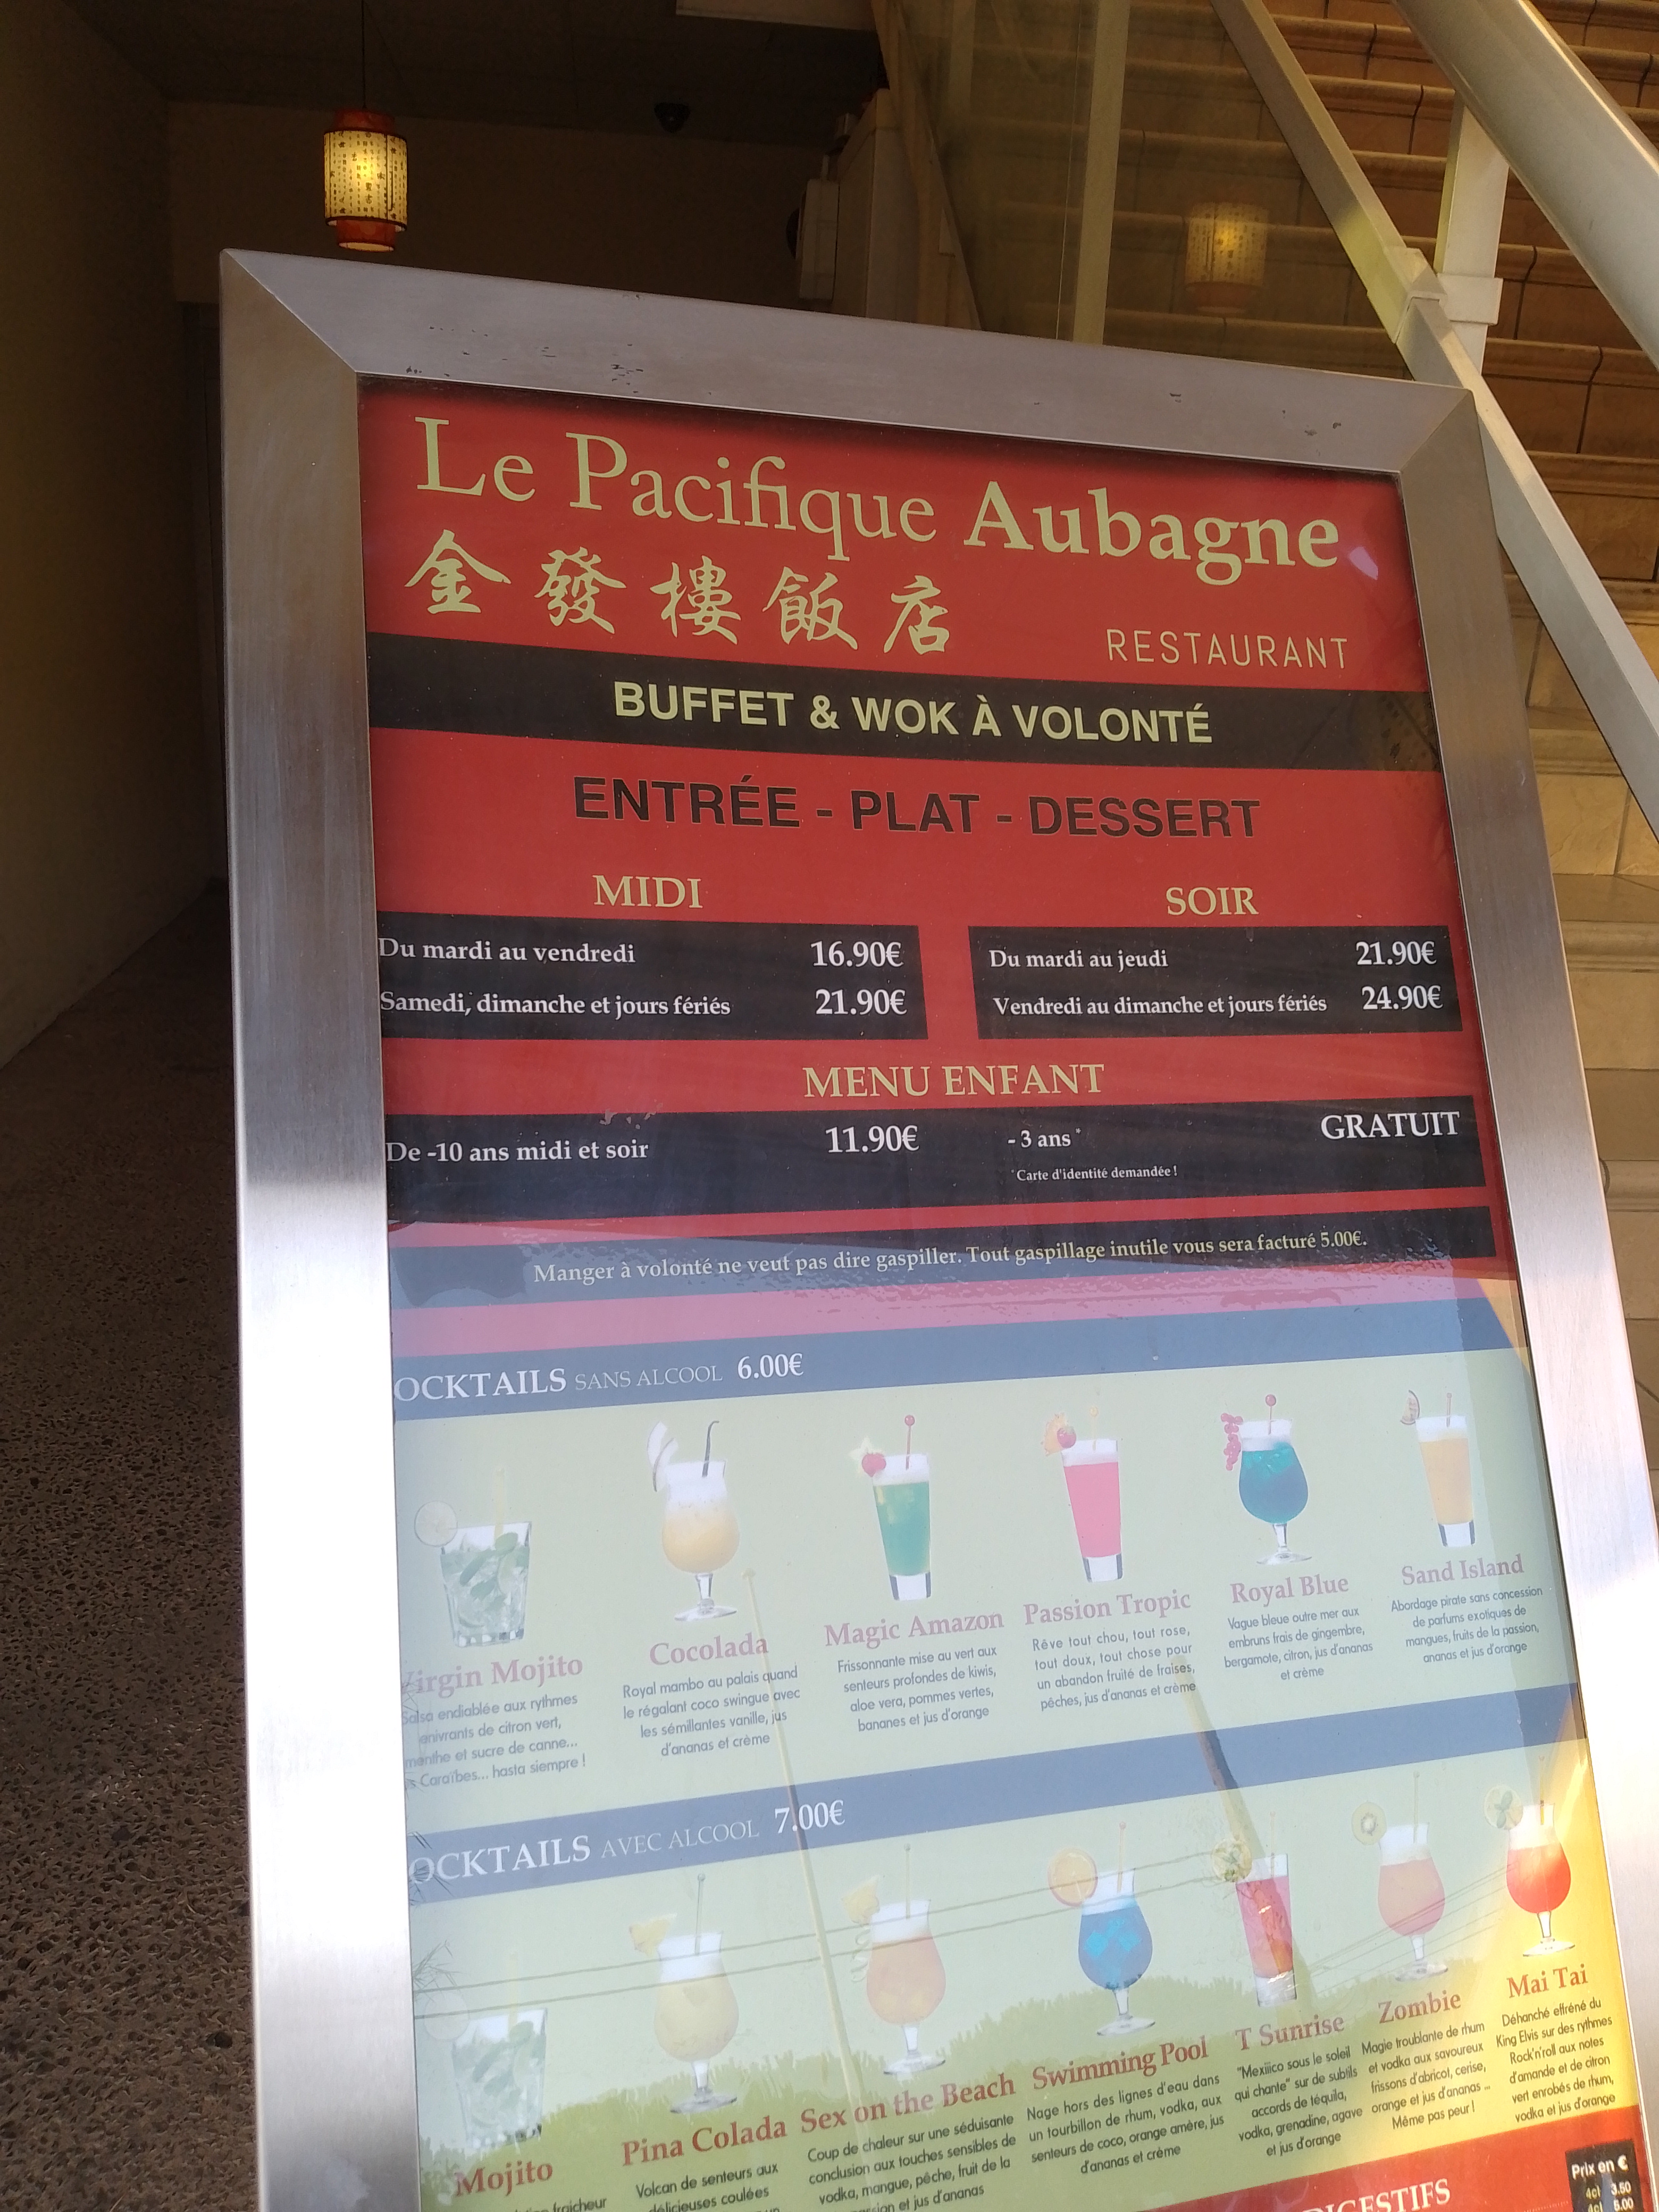 Le Pacifique Aubagne
金發樓飯店
RESTAURANT
BUFFET & WOK À VOLONTÉ
ENTRÉE - PLAT - DESSERT
MIDI
Du mardi au vendredi 16.90€
Samedi, dimanche et jours fériés 21.90€
SOIR
Du mardi au jeudi 21.90€
Vendredi au dimanche et jours fériés 24.90€
MENU ENFANT
De -10 ans midi et soir 11.90€
- 3 ans * GRATUIT
*Carte d'identité demandée !
Manger à volonté ne veut pas dire gaspiller. Tout gaspillage inutile vous sera facturé 5.00€.
OCKTAILS SANS ALCOOL 6.00€
Virgin Mojito
Salsa endiablée aux rythmes
enivrants de citron vert,
menthe et sucre de canne...
s Caraïbes... hasta siempre !
Cocolada
Royal mambo au palais quand
le régalant coco swingue avec
les sémillantes vanille, jus
d'ananas et crème
Magic Amazon
Frissonnante mise au vert aux
senteurs profondes de kiwis,
aloe vera, pommes vertes,
bananes et jus d'orange
Passion Tropic
Rêve tout chou, tout rose,
tout doux, tout chose pour
un abandon fruité de fraises,
pêches, jus d'ananas et crème
Royal Blue
Vague bleue outre mer aux
embruns frais de gingembre,
bergamote, citron, jus d'ananas
et crème
Sand Island
Abordage pirate sans concession
de parfums exotiques de
mangues, fruits de la passion,
ananas et jus d'orange
OCKTAILS AVEC ALCOOL 7.00€
Mojito
fraîcheur
Pina Colada
Volcan de senteurs aux
délicieuses coulées
Sex on the Beach
Coup de chaleur sur une séduisante
conclusion aux touches sensibles de
vodka, mangue, pêche, fruit de la
et jus d'ananas
Swimming Pool
Nage hors des lignes d'eau dans
un tourbillon de rhum, vodka, aux
senteurs de coco, orange amère, jus
d'ananas et crème
T Sunrise
"Mexiiico sous le soleil
qui chante" sur de subtils
accords de téquila,
vodka, grenadine, agave
et jus d'orange
Zombie
Magie troublante de rhum
et vodka aux savoureux
frissons d'abricot, cerise,
orange et jus d'ananas ...
Même pas peur !
Mai Tai
Déhanché effréné du
King Elvis sur des rythmes
Rock'n'roll aux notes
d'amande et de citron
vert enrobés de rhum,
vodka et jus d'orange
IGESTIFS
Prix en €
4cl 3.50
4cl 5.00